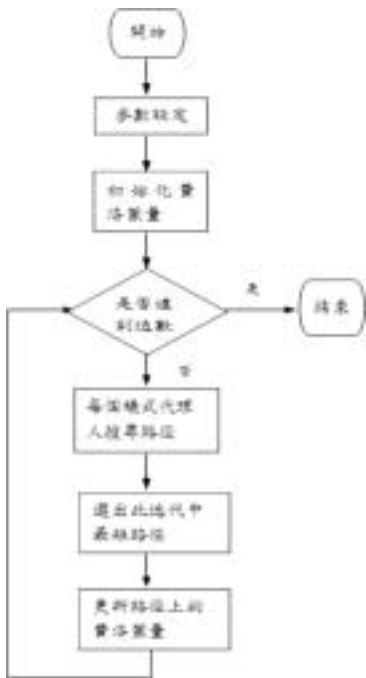 開始
參數設定
初始化費
洛蒙量
是否達
到迭數
是
結束
否
每個蟻式代理
人搜尋路徑
選出此迭代中
最短路徑
更新路徑上的
費洛蒙量